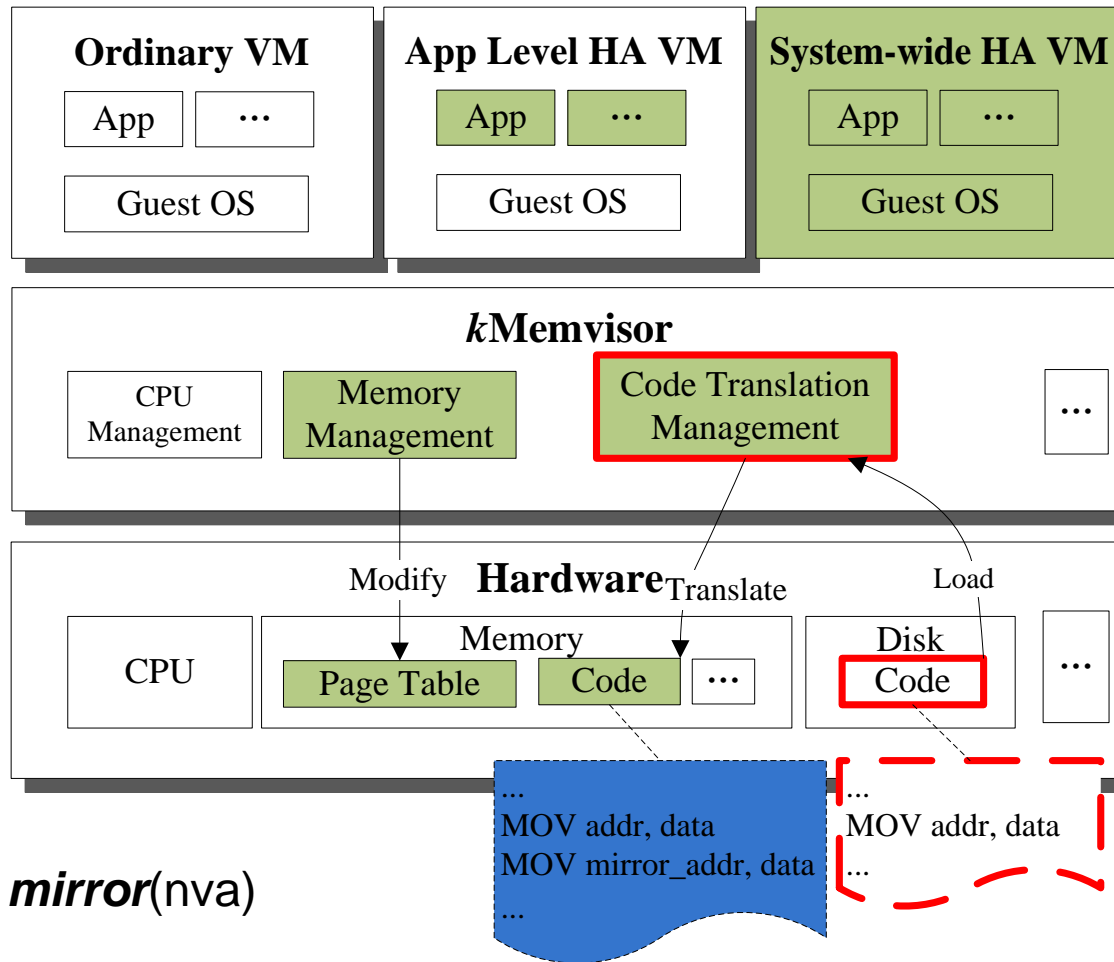 Ordinary VM
App
...
Guest OS
App Level HA VM
App
...
Guest OS
System-wide HA VM
App
...
Guest OS
kMemvisor
CPU
Management
Memory
Management
Code Translation
Management
...
Modify
Hardware
Translate
Load
CPU
Memory
Page Table
Code
...
Disk
Code
...
...
MOV addr, data
MOV mirror_addr, data
...
...
MOV addr, data
...
mirror(nva)